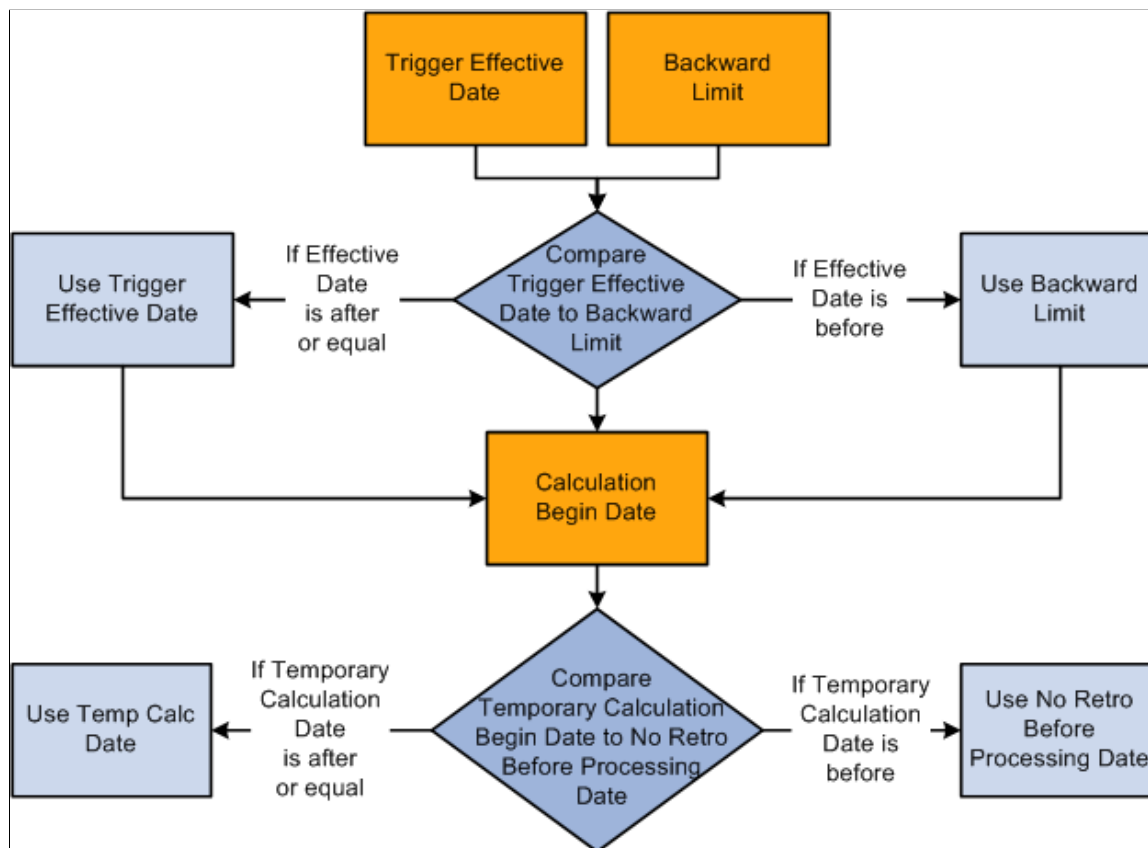 Trigger Effective
Date
Backward
Limit
Compare
Trigger Effective
Date to Backward
Limit
If Effective
Date
is after
or equal
Use Trigger
Effective Date
If Effective
Date is
before
Use Backward
Limit
Calculation
Begin Date
Compare
Temporary Calculation
Begin Date to No Retro
Before Processing
Date
If Temporary
Calculation
Date
is after
or equal
Use Temp Calc
Date
If Temporary
Calculation
Date is
before
Use No Retro
Before
Processing Date